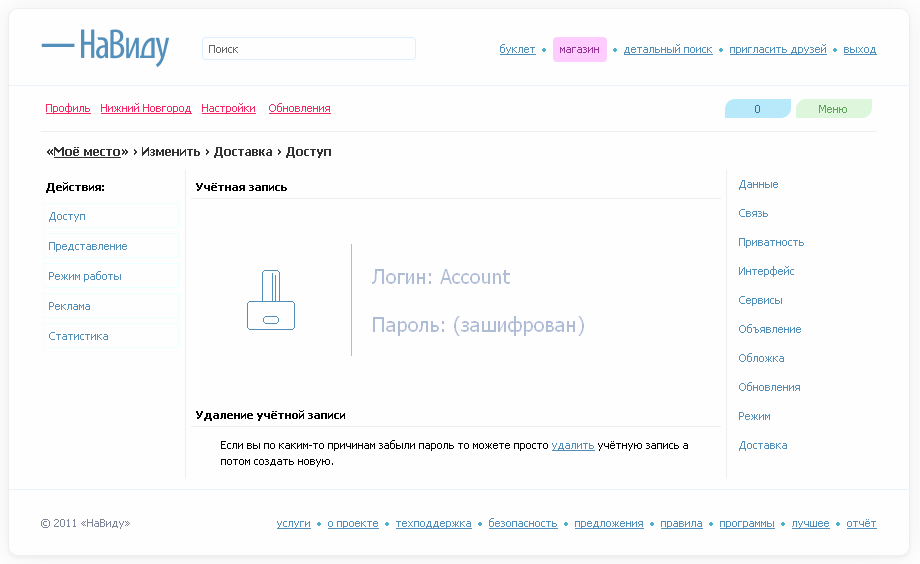 НаВиду
Поиск
буклет • магазин • детальный поиск • пригласить друзей • выход
Профиль Нижний Новгород Настройки Обновления
0 Меню
«Моё место» › Изменить › Доставка › Доступ
Действия:
Доступ
Представление
Режим работы
Реклама
Статистика
Учётная запись
Логин: Account
Пароль: (зашифрован)
Удаление учётной записи
Если вы по каким-то причинам забыли пароль то можете просто удалить учётную запись а
потом создать новую.
Данные
Связь
Приватность
Интерфейс
Сервисы
Объявление
Обложка
Обновления
Режим
Доставка
© 2011 «НаВиду»
услуги • о проекте • техподдержка • безопасность • предложения • правила • программы • лучшее • отчёт